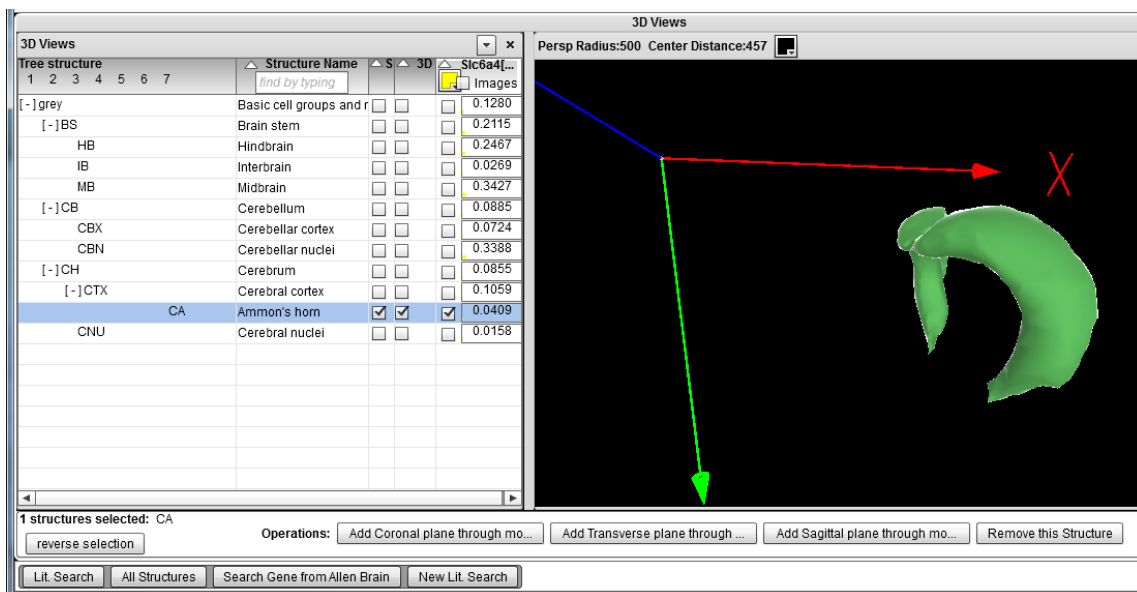 3D Views
3D Views
Persp Radius:500 Center Distance:457
Tree structure Structure Name S 3D Slc6a4[...
1 2 3 4 5 6 7 find by typing Images
[-]grey Basic cell groups and r 0.1280
[-]BS Brain stem 0.2115
HB Hindbrain 0.2467
IB Interbrain 0.0269
MB Midbrain 0.3427
[-]CB Cerebellum 0.0885
CBX Cerebellar cortex 0.0724
CBN Cerebellar nuclei 0.3388
[-]CH Cerebrum 0.0855
[-]CTX Cerebral cortex 0.1059
CA Ammon's horn 0.0409
CNU Cerebral nuclei 0.0158
X
1 structures selected: CA
reverse selection
Operations: Add Coronal plane through mo... Add Transverse plane through ... Add Sagittal plane through mo... Remove this Structure
Lit. Search All Structures Search Gene from Allen Brain New Lit. Search